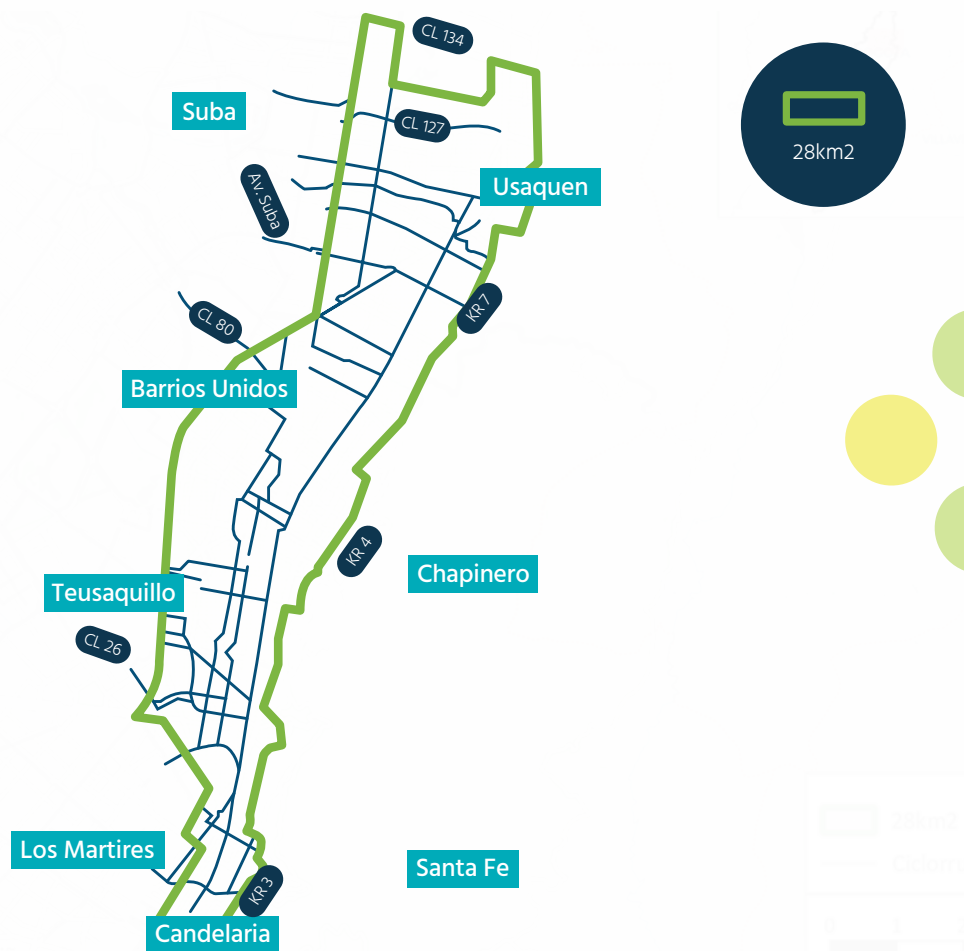 CL 134
Suba
CL 127
28km2
Usaquen
Av. Suba
KR 7
CL 80
Barrios Unidos
KR 4
Chapinero
Teusaquillo
CL 26
Los Martires
Santa Fe
KR 3
Candelaria
28km2